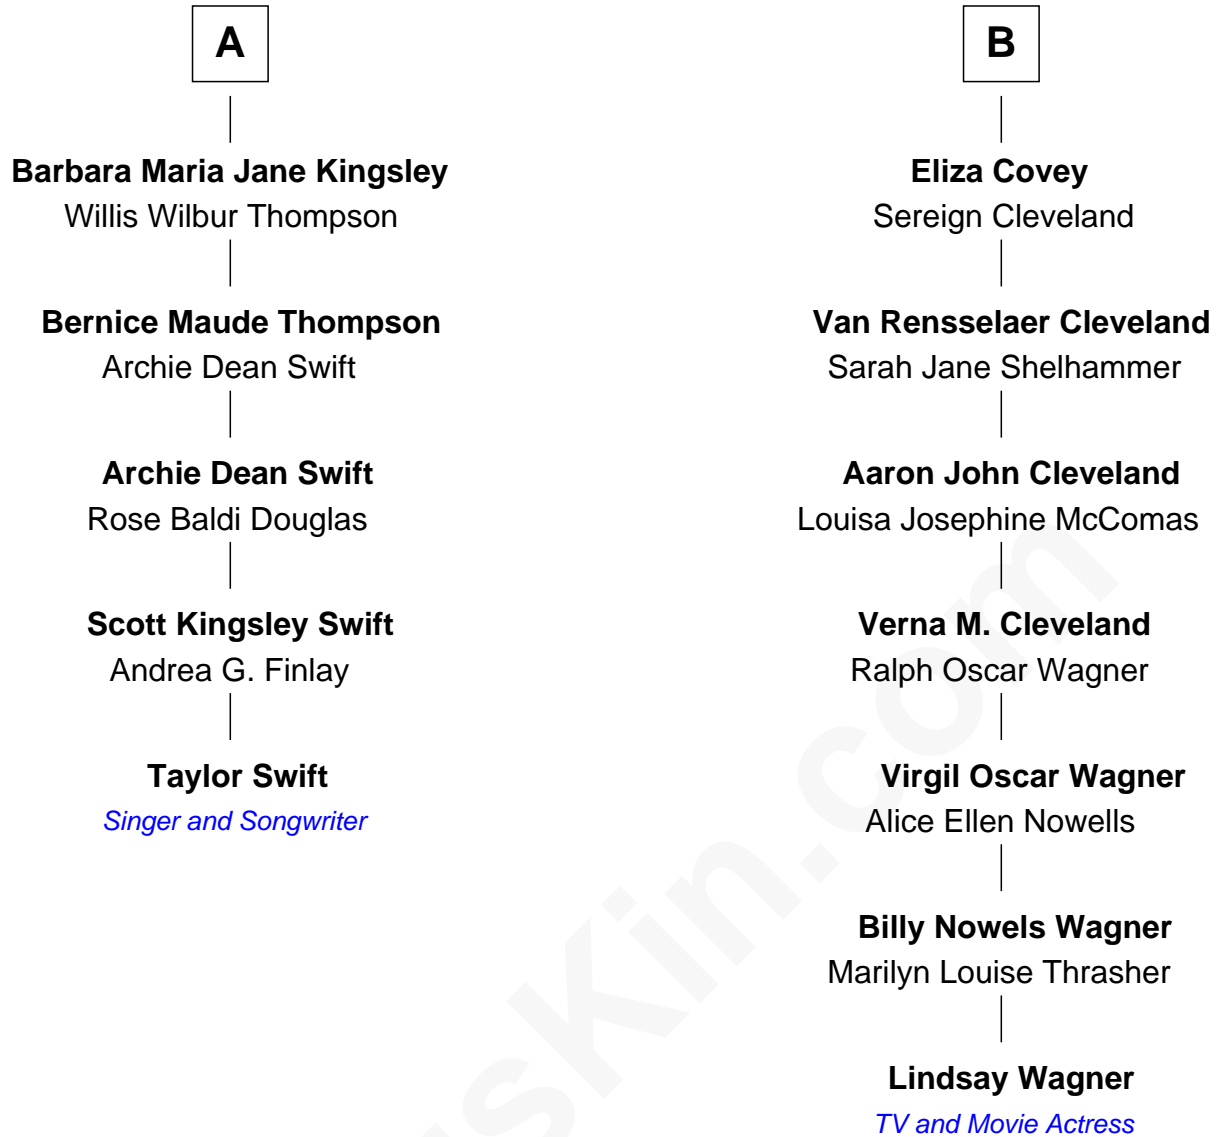 A
Barbara Maria Jane Kingsley
Willis Wilbur Thompson
Bernice Maude Thompson
Archie Dean Swift
Archie Dean Swift
Rose Baldi Douglas
Scott Kingsley Swift
Andrea G. Finlay
Taylor Swift
Singer and Songwriter
B
Eliza Covey
Sereign Cleveland
Van Rensselaer Cleveland
Sarah Jane Shelhammer
Aaron John Cleveland
Louisa Josephine McComas
Verna M. Cleveland
Ralph Oscar Wagner
Virgil Oscar Wagner
Alice Ellen Nowells
Billy Nowels Wagner
Marilyn Louise Thrasher
Lindsay Wagner
TV and Movie Actress